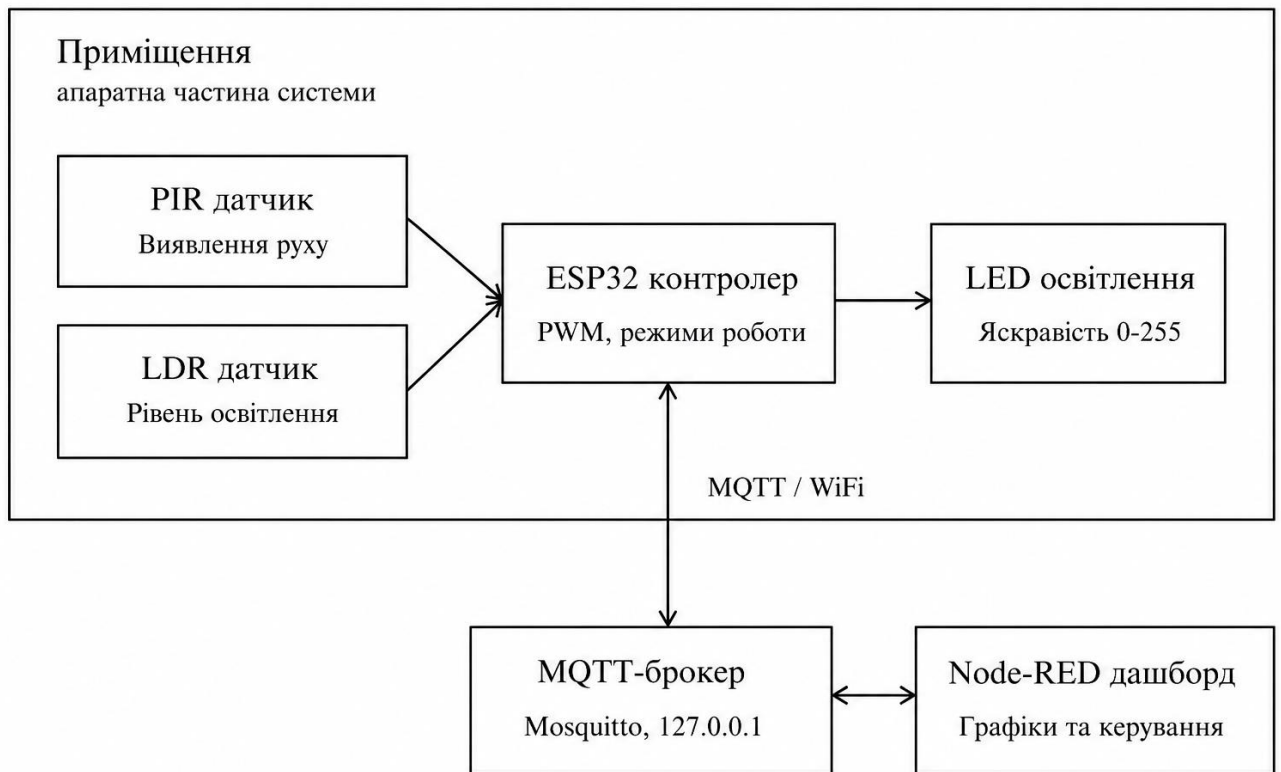 Приміщення
апаратна частина системи
PIR датчик
Виявлення руху
LDR датчик
Рівень освітлення
ESP32 контролер
PWM, режими роботи
LED освітлення
Яскравість 0-255
MQTT / WiFi
MQTT-брокер
Mosquitto, 127.0.0.1
Node-RED дашборд
Графіки та керування